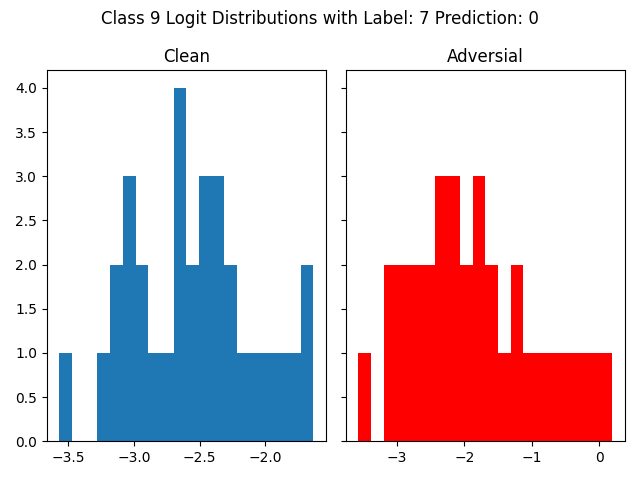 Class 9 Logit Distributions with Label: 7 Prediction: 0
Clean
Adversial
4.0
3.5
3.0
2.5
2.0
1.5
1.0
0.5
0.0
−3.5 −3.0 −2.5 −2.0
−3 −2 −1 0